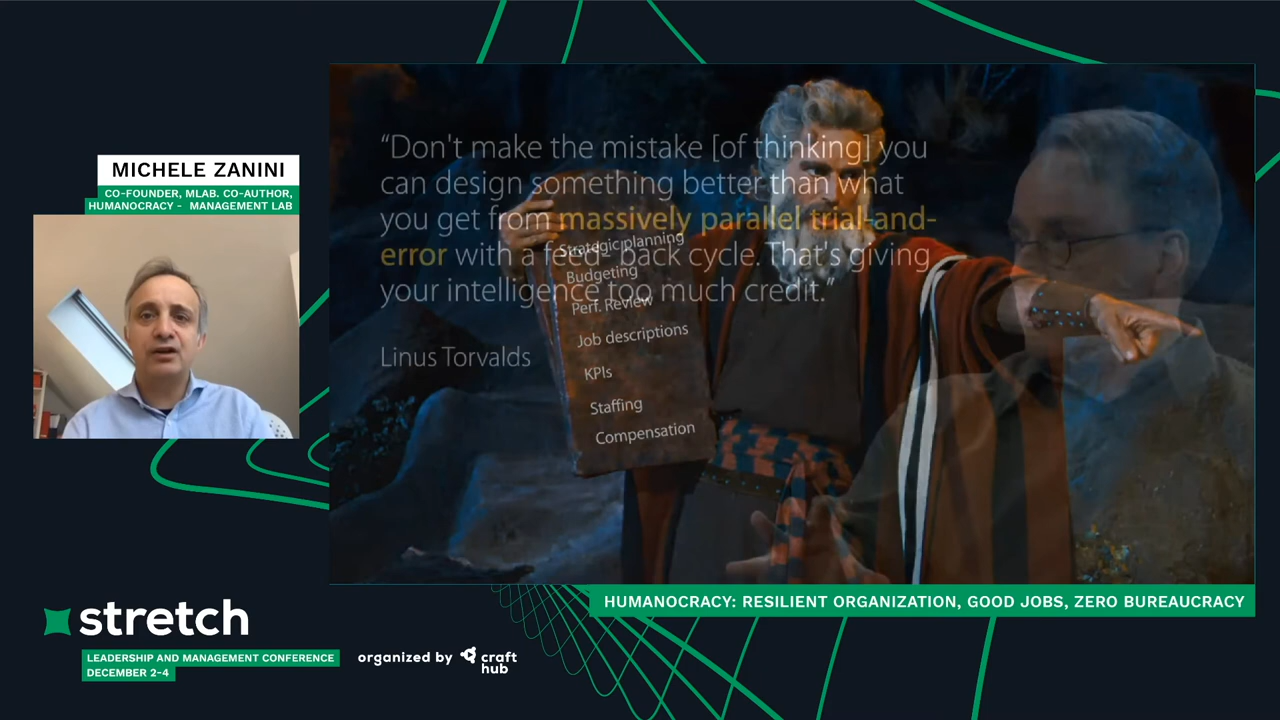 MICHELE ZANINI
CO-FOUNDER, MLAB. CO-AUTHOR,
HUMANOCRACY - MANAGEMENT LAB
“Don't make the mistake [of thinking] you
can design something better than what
you get from massively parallel trial-and-
error with a feed-back cycle. That's giving
your intelligence too much credit.”
Linus Torvalds
Strategic planning
Budgeting
Perf. Review
Job descriptions
KPIs
Staffing
Compensation
HUMANOCRACY: RESILIENT ORGANIZATION, GOOD JOBS, ZERO BUREAUCRACY
stretch
LEADERSHIP AND MANAGEMENT CONFERENCE
DECEMBER 2-4
organized by craft
hub